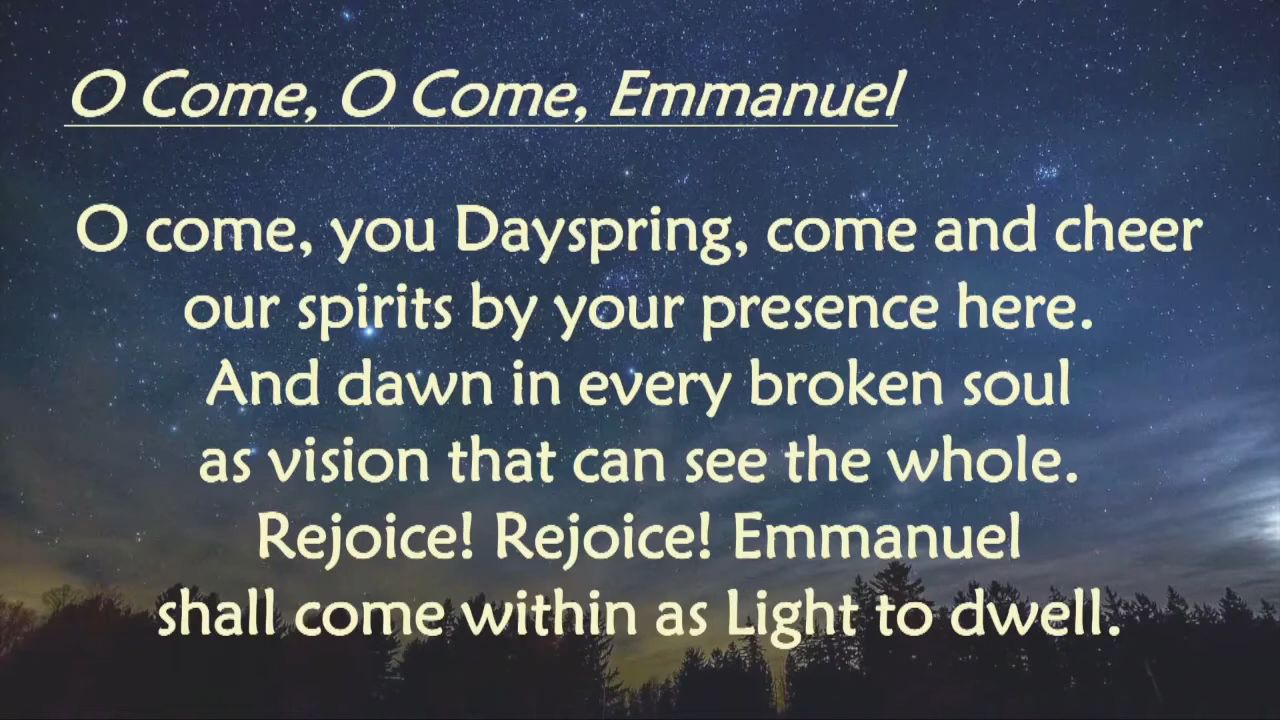 O Come, O Come, Emmanuel
O come, you Dayspring, come and cheer
our spirits by your presence here.
And dawn in every broken soul
as vision that can see the whole.
Rejoice! Rejoice! Emmanuel
shall come within as Light to dwell.